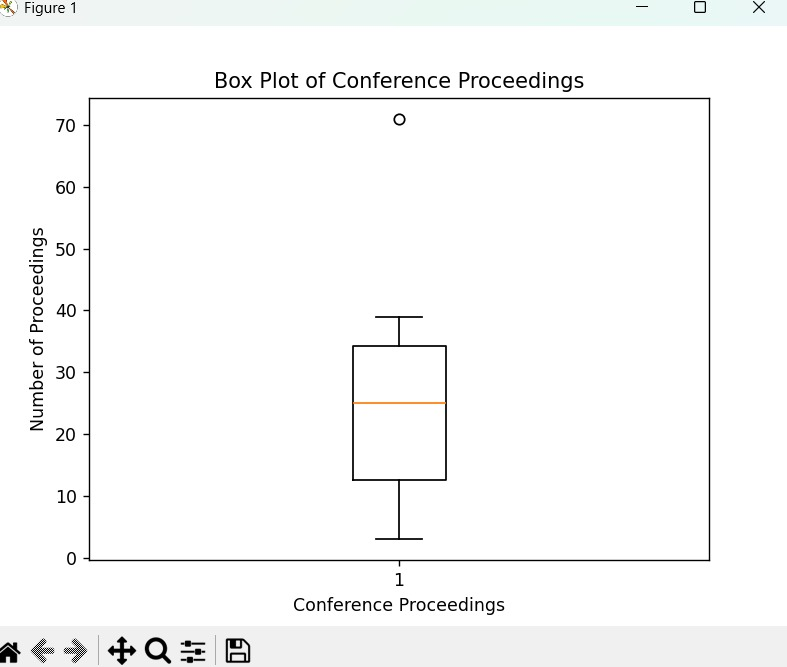 Figure 1
Box Plot of Conference Proceedings
Number of Proceedings
70
60
50
40
30
20
10
0
1
Conference Proceedings